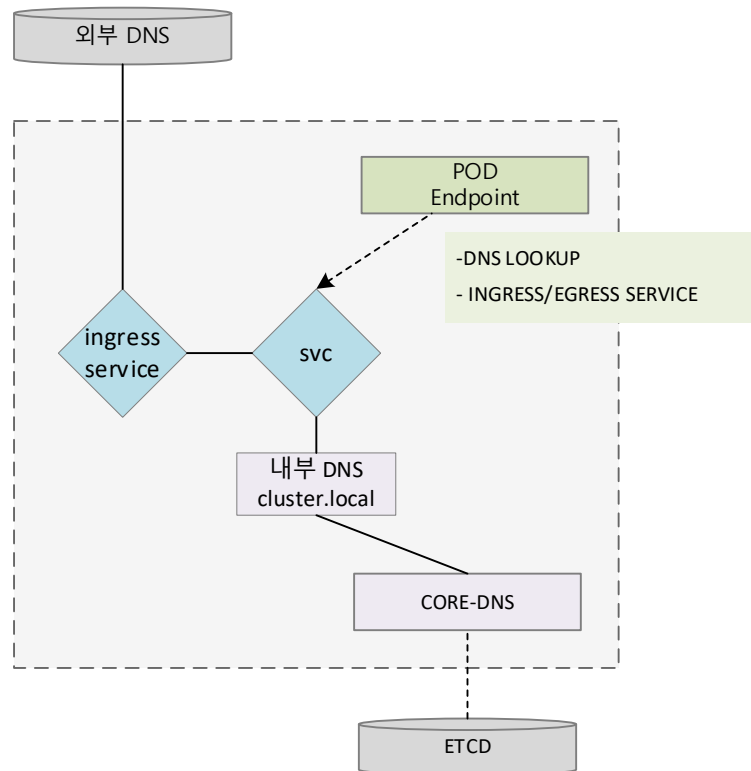 외부 DNS
POD
Endpoint
-DNS LOOKUP
- INGRESS/EGRESS SERVICE
ingress
service
svc
내부 DNS
cluster.local
CORE-DNS
ETCD